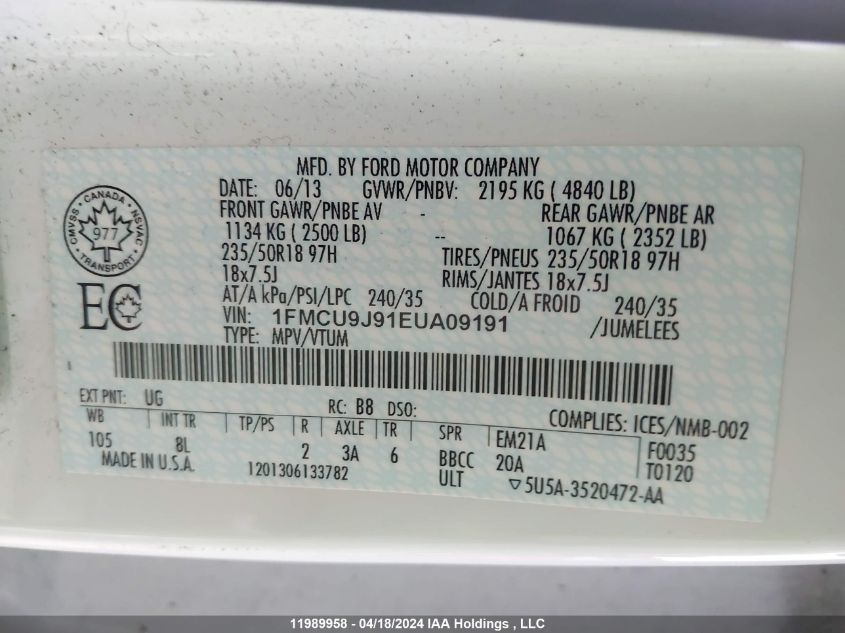 MFD. BY FORD MOTOR COMPANY
DATE: 06/13 GVWR/PNBV: 2195 KG ( 4840 LB)
FRONT GAWR/PNBE AV - REAR GAWR/PNBE AR
1134 KG ( 2500 LB) -- 1067 KG ( 2352 LB)
235/50R18 97H TIRES/PNEUS 235/50R18 97H
18x7.5J RIMS/JANTES 18x7.5J
AT/A kPa/PSI/LPC 240/35 COLD/A FROID 240/35
VIN: 1FMCU9J91EUA09191 /JUMELEES
TYPE: MPV/VTUM
CMVSS · CANADA · NSVAC
977
TRANSPORT
EC
EXT PNT: UG RC: B8 DSO: COMPLIES: ICES/NMB-002
WB INT TR TP/PS R AXLE TR SPR EM21A F0035
105 8L 2 3A 6 BBCC 20A T0120
MADE IN U.S.A. 1201306133782 ULT ▽5U5A-3520472-AA
11989958 - 04/18/2024 IAA Holdings , LLC